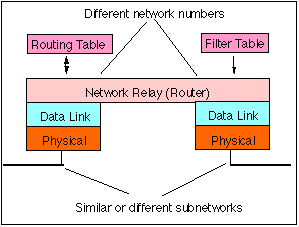 Different network numbers
Routing Table
Filter Table
Network Relay (Router)
Data Link
Data Link
Physical
Physical
Similar or different subnetworks